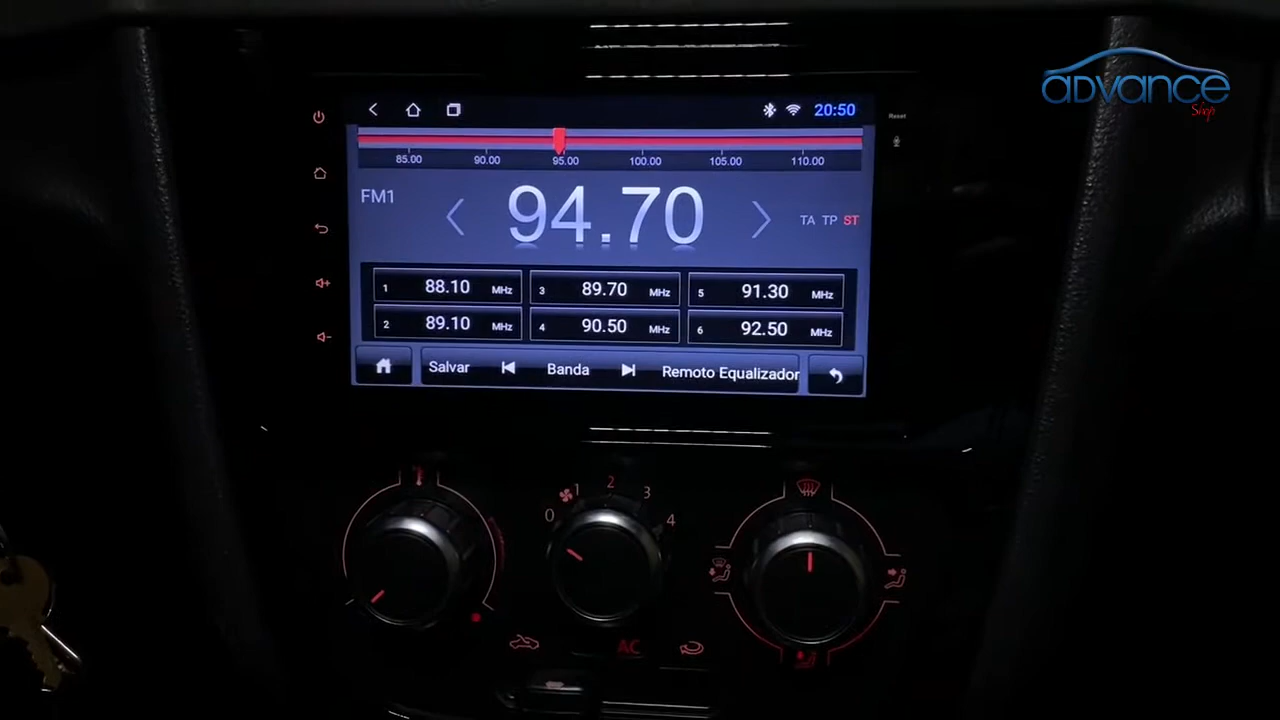 ADVANCE
Shop
20:50
Reset
85.00 90.00 95.00 100.00 105.00 110.00
FM1
94.70
TA TP ST
1 88.10 MHz 3 89.70 MHz 5 91.30 MHz
2 89.10 MHz 4 90.50 MHz 6 92.50 MHz
Salvar Banda Remoto Equalizador
0 1 2 3 4
AC